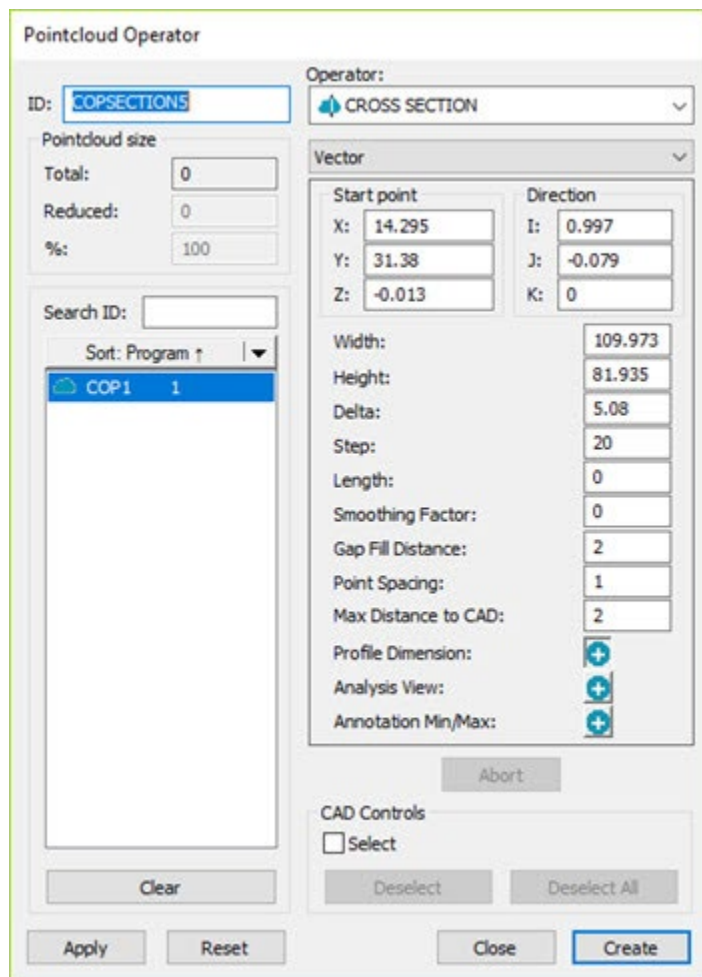 Pointcloud Operator
ID: COPSECTION5
Pointcloud size
Total: 0
Reduced: 0
%: 100
Search ID:
Sort: Program ↑
COP1 1
Clear
Apply Reset
Operator:
CROSS SECTION
Vector
Start point Direction
X: 14.295 I: 0.997
Y: 31.38 J: -0.079
Z: -0.013 K: 0
Width: 109.973
Height: 81.935
Delta: 5.08
Step: 20
Length: 0
Smoothing Factor: 0
Gap Fill Distance: 2
Point Spacing: 1
Max Distance to CAD: 2
Profile Dimension:
Analysis View:
Annotation Min/Max:
Abort
CAD Controls
Select
Deselect Deselect All
Close Create